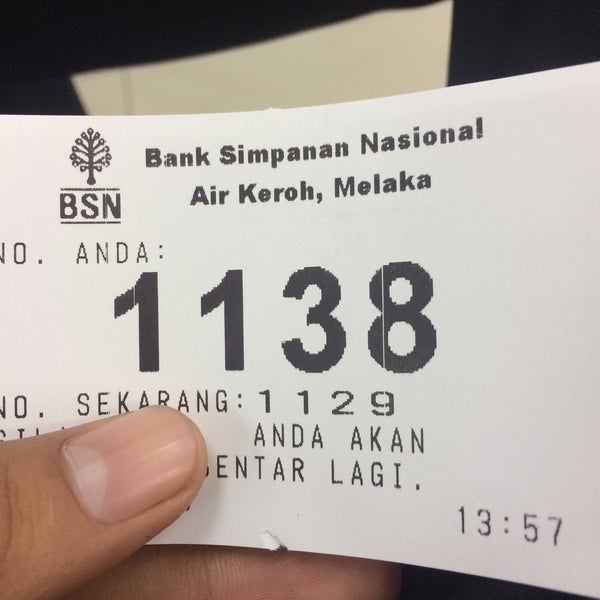 Bank Simpanan Nasional
Air Keroh, Melaka
BSN
NO. ANDA:
1138
NO. SEKARANG:1129
ANDA AKAN
SENTAR LAGI.
13:57